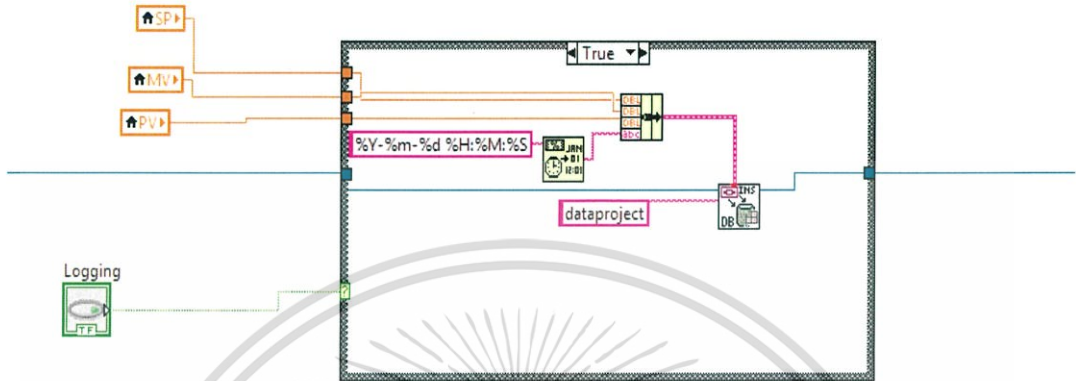 SP
True
MV
DBL
DBL
DBL
abc
PV
%Y-%m-%d %H:%M:%S
JAN
01
12:01
INS
DB
dataproject
Logging
TF
?